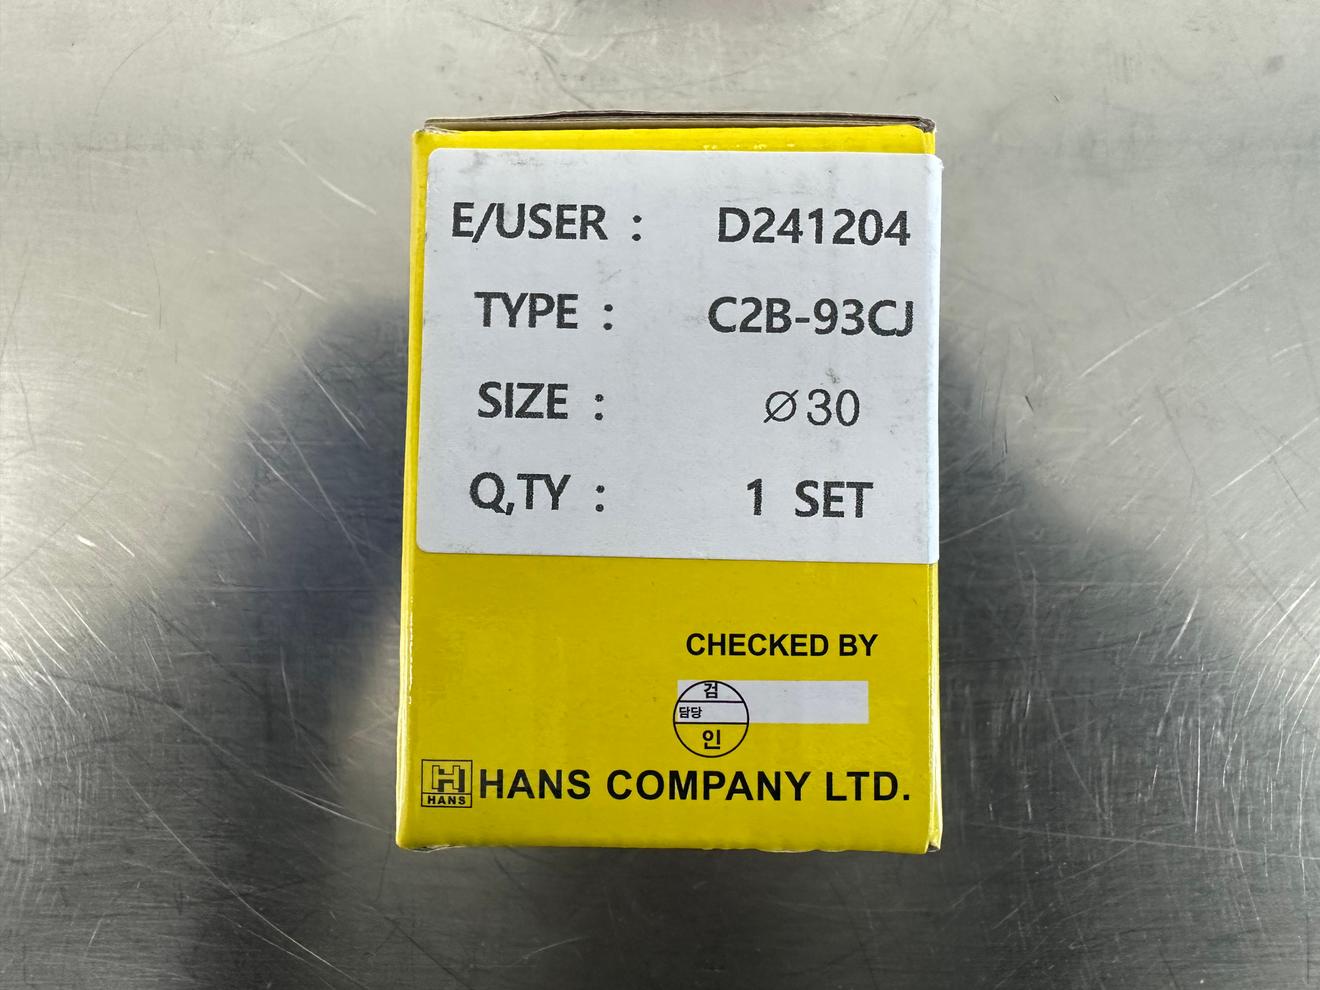 E/USER : D241204
TYPE : C2B-93CJ
SIZE : ∅30
Q,TY : 1 SET
CHECKED BY
검
담당
인
H
HANS
HANS COMPANY LTD.